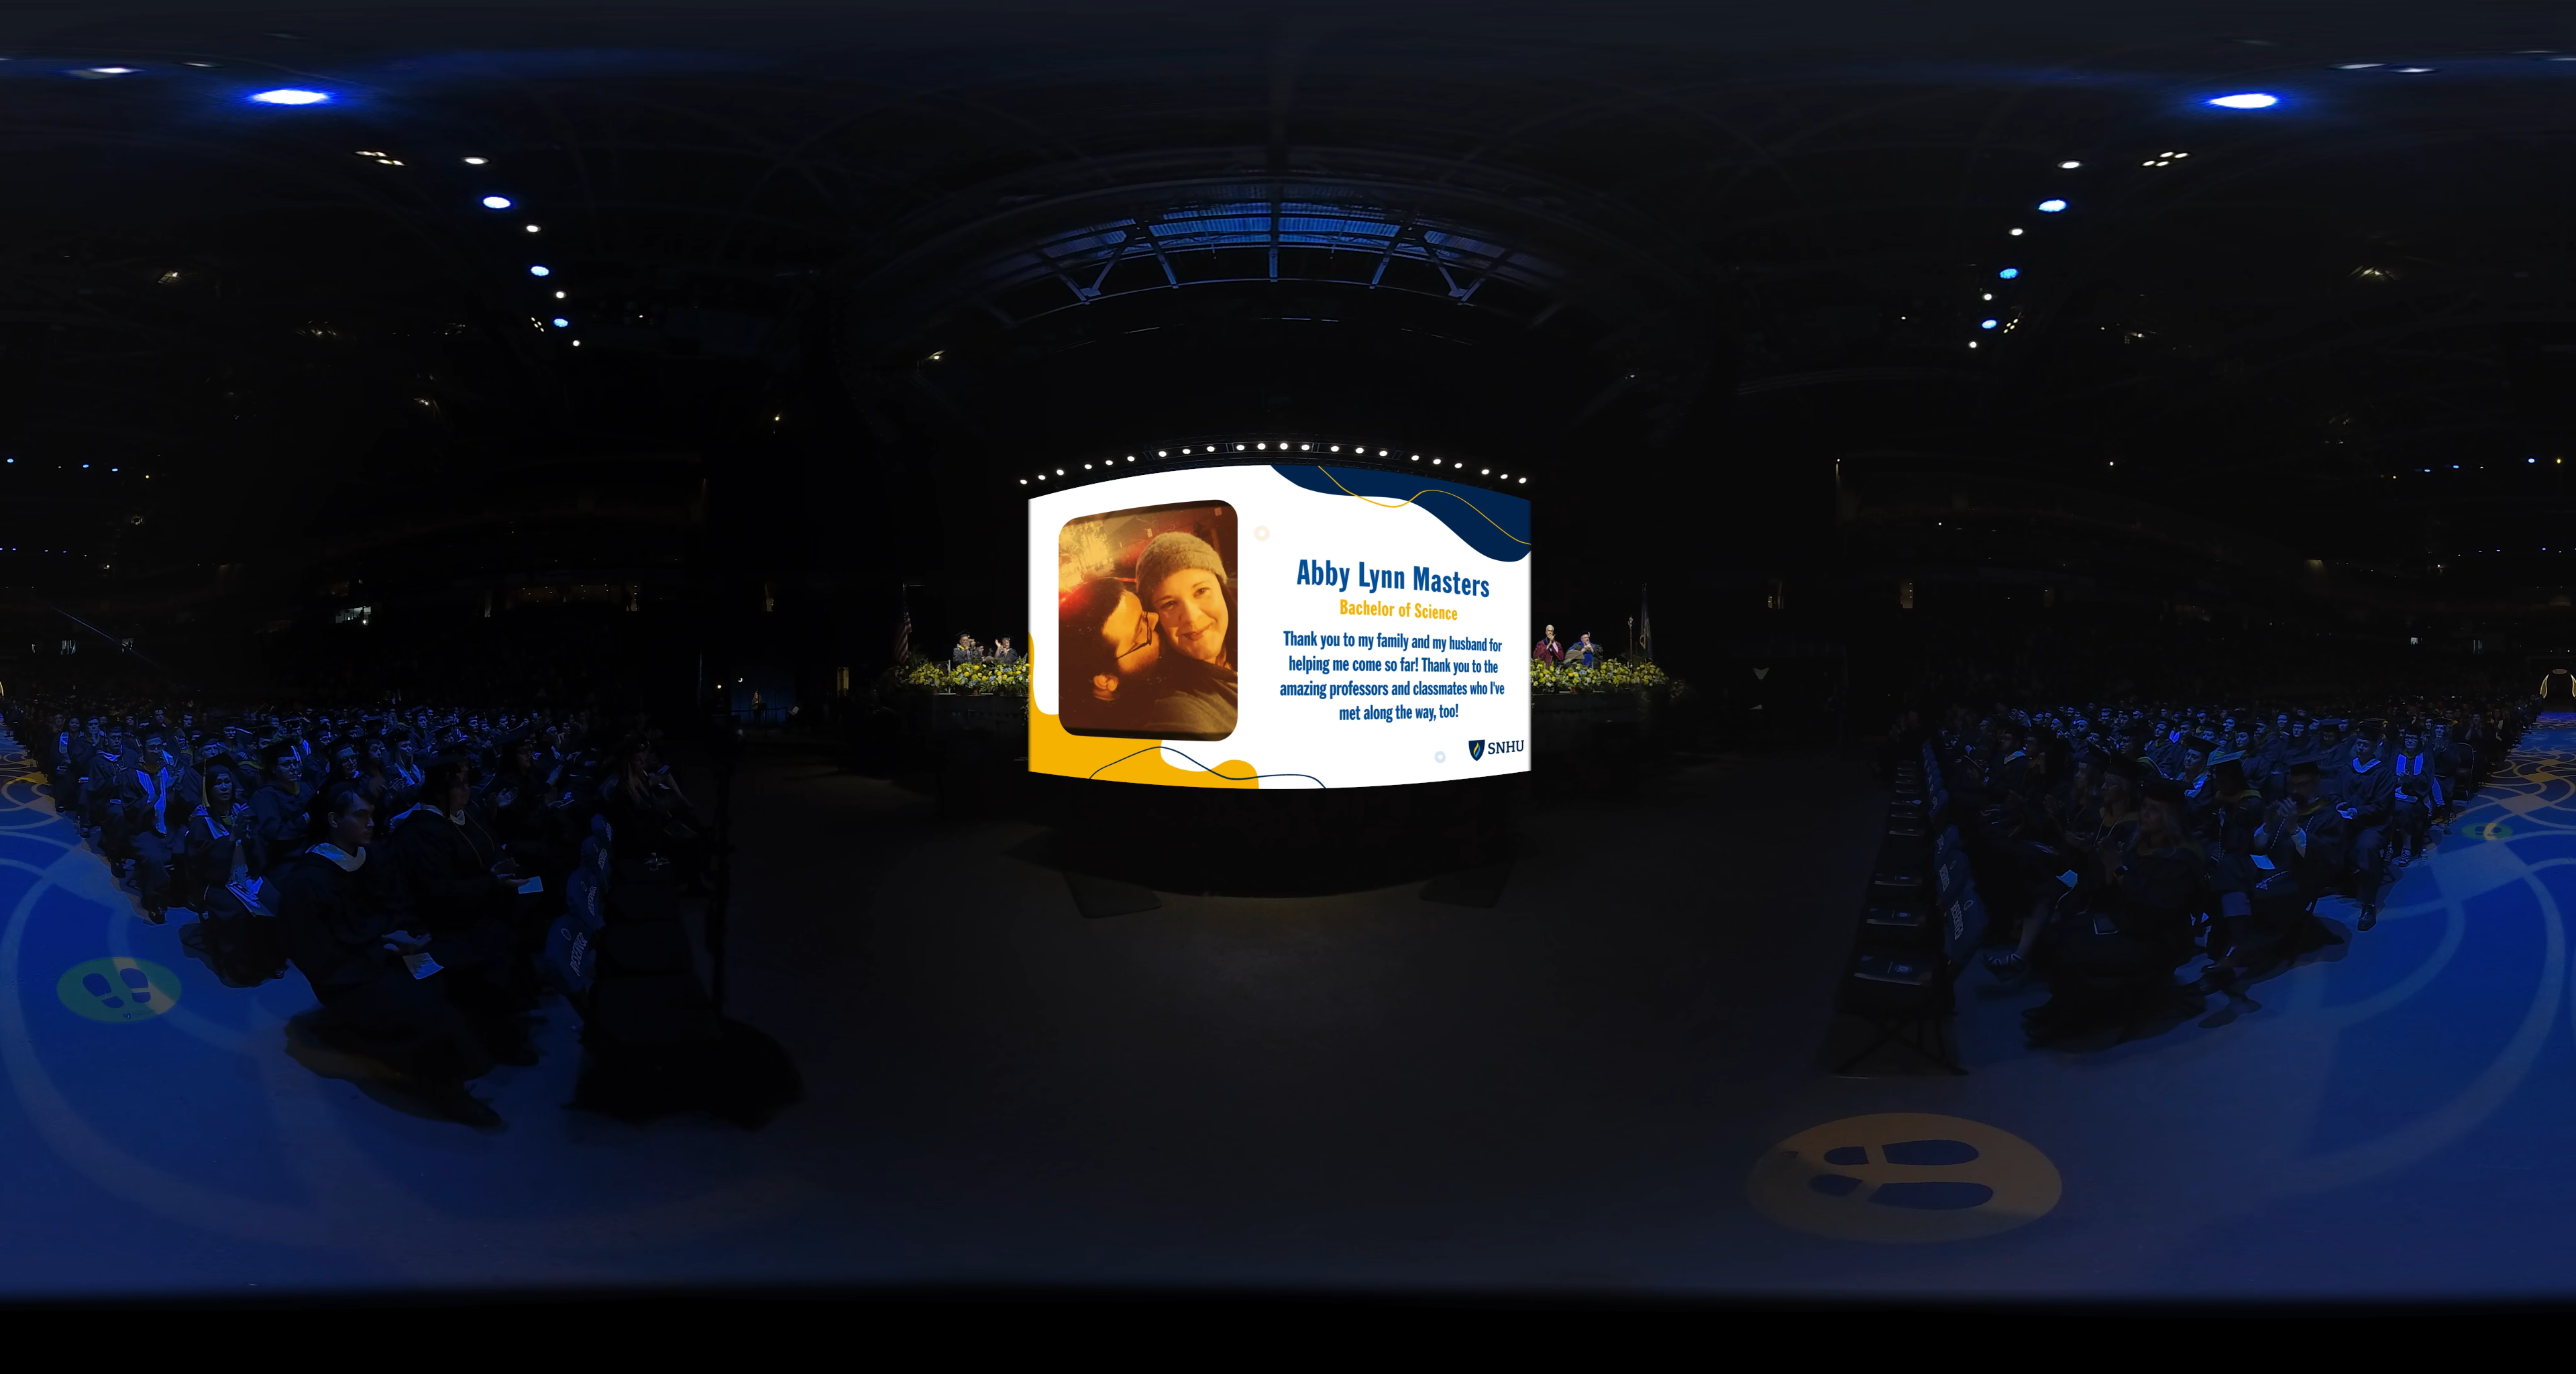 Abby Lynn Masters
Bachelor of Science
Thank you to my family and my husband for
helping me come so far! Thank you to the
amazing professors and classmates who I've
met along the way, too!
SNHU
RESERVED